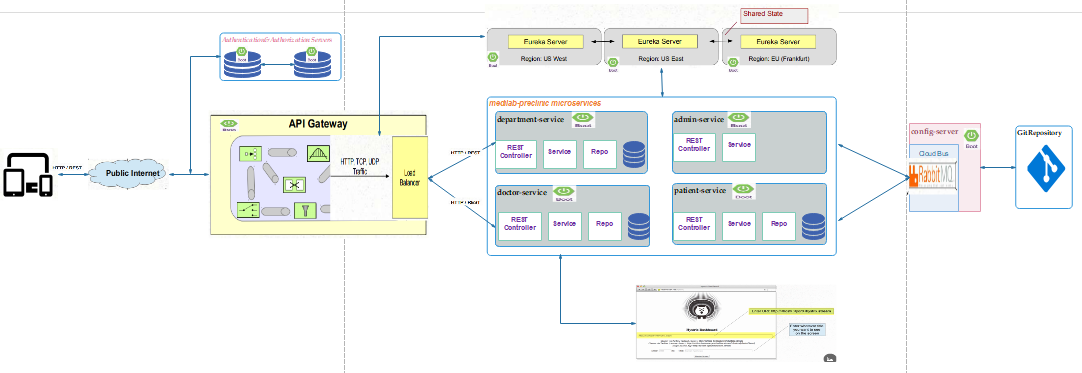 Shared State
Authentication& Authorization Servers
Boot
Boot
Eureka Server
Region: US West
Boot
Eureka Server
Region: US East
Boot
Eureka Server
Region: EU (Frankfurt)
Boot
HTTP / REST
Public Internet
Boot
API Gateway
HTTP, TCP, UDP
Traffic
Load
Balancer
HTTP / REST
HTTP / REST
medilab-preclinic microservices
department-service
Boot
REST
Controller
Service
Repo
admin-service
Boot
REST
Controller
Service
doctor-service
Boot
REST
Controller
Service
Repo
patient-service
Boot
REST
Controller
Service
Repo
config-server
Boot
Cloud Bus
RabbitMQ
Git Repository
Hystrix Dashboard